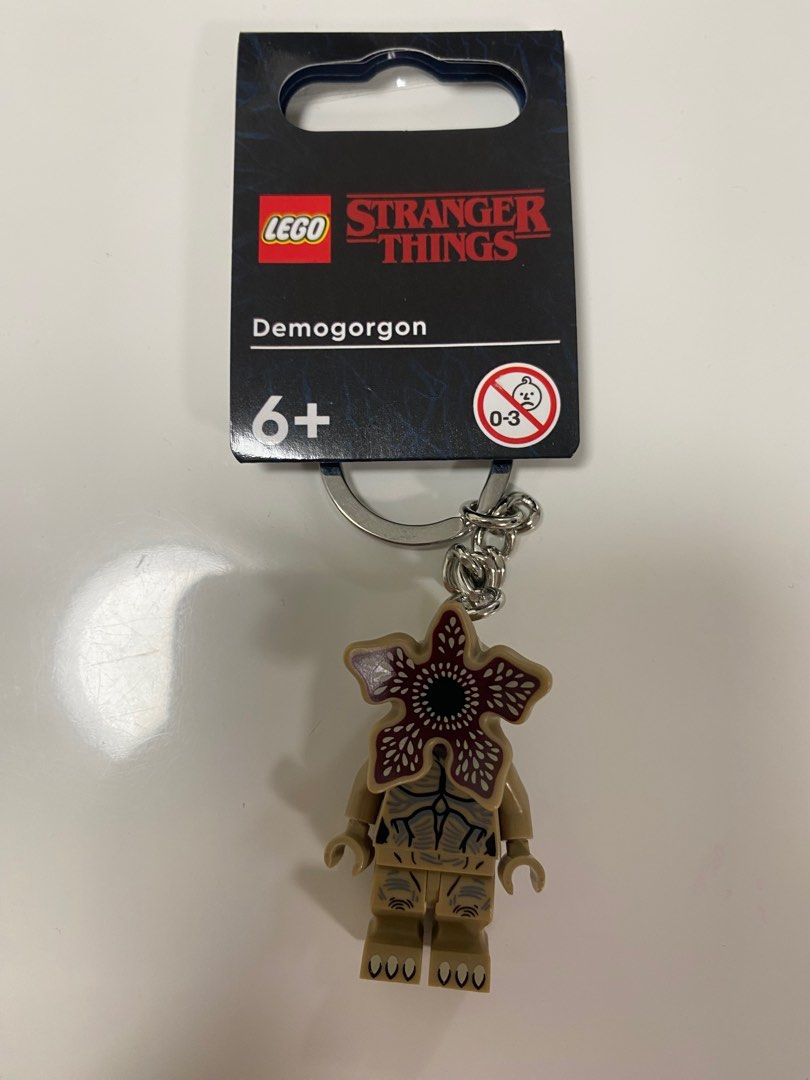 LEGO
STRANGER
THINGS
Demogorgon
6+
0-3